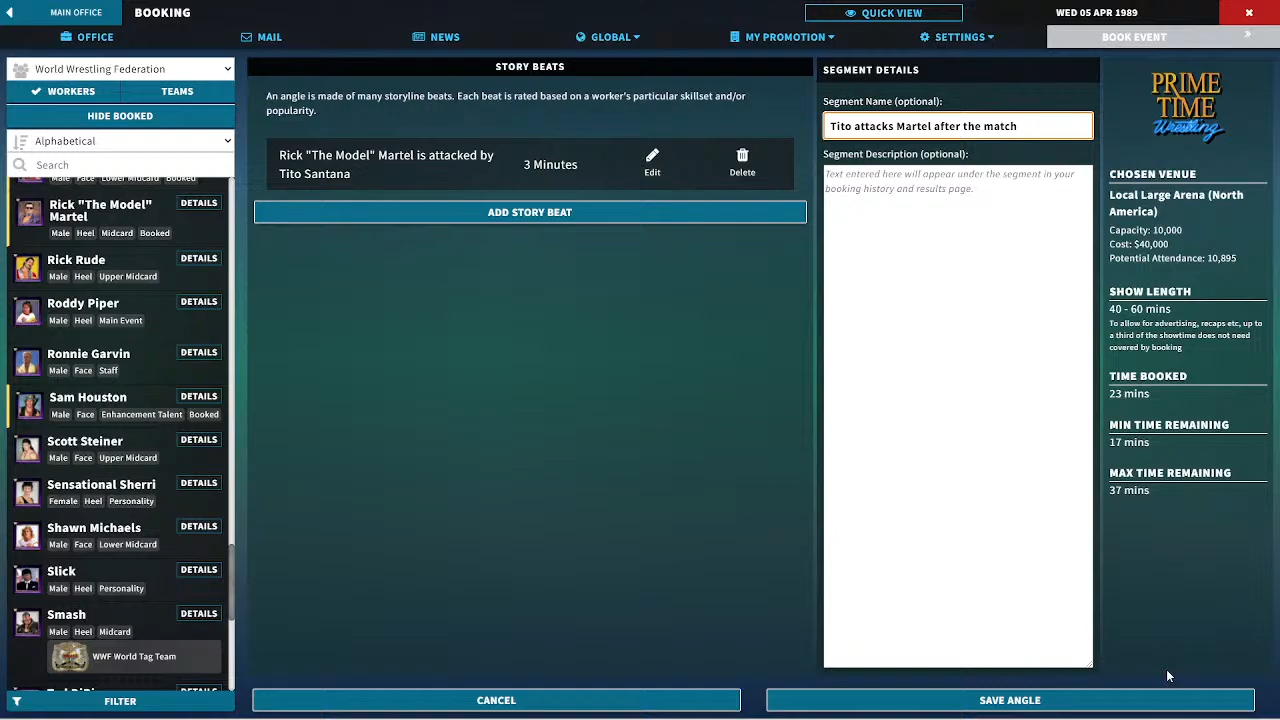 MAIN OFFICE
BOOKING
QUICK VIEW
WED 05 APR 1989
OFFICE
MAIL
NEWS
GLOBAL
MY PROMOTION
SETTINGS
BOOK EVENT
World Wrestling Federation
WORKERS
TEAMS
HIDE BOOKED
Alphabetical
Search
Male Face Lower Midcard Booked
Rick "The Model"
Martel
DETAILS
Male Heel Midcard Booked
Rick Rude
DETAILS
Male Heel Upper Midcard
Roddy Piper
DETAILS
Male Heel Main Event
Ronnie Garvin
DETAILS
Male Face Staff
Sam Houston
DETAILS
Male Face Enhancement Talent Booked
Scott Steiner
DETAILS
Male Face Upper Midcard
Sensational Sherri
DETAILS
Female Heel Personality
Shawn Michaels
DETAILS
Male Face Lower Midcard
Slick
DETAILS
Male Heel Personality
Smash
DETAILS
Male Heel Midcard
WWF World Tag Team
FILTER
STORY BEATS
An angle is made of many storyline beats. Each beat is rated based on a worker's particular skillset and/or
popularity.
Rick "The Model" Martel is attacked by
Tito Santana
3 Minutes
Edit
Delete
ADD STORY BEAT
CANCEL
SEGMENT DETAILS
Segment Name (optional):
Tito attacks Martel after the match
Segment Description (optional):
Text entered here will appear under the segment in your
booking history and results page.
SAVE ANGLE
PRIME
TIME
Wrestling
CHOSEN VENUE
Local Large Arena (North
America)
Capacity: 10,000
Cost: $40,000
Potential Attendance: 10,895
SHOW LENGTH
40 - 60 mins
To allow for advertising, recaps etc, up to
a third of the showtime does not need
covered by booking
TIME BOOKED
23 mins
MIN TIME REMAINING
17 mins
MAX TIME REMAINING
37 mins